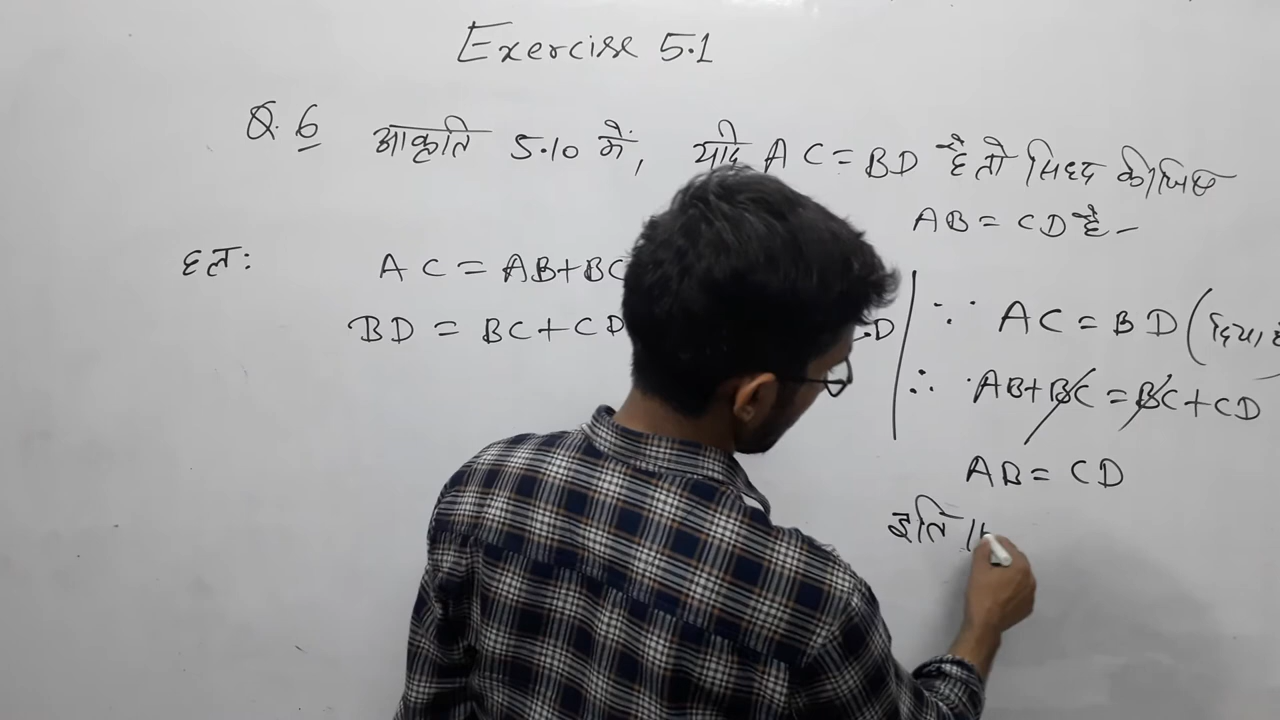 Exercise 5.1
Q. 6 आकृति 5.10 में, यदि AC = BD है तो सिद्ध कीजिए
AB = CD है -
हल:
AC = AB + BC
BD = BC + CD
D
∵ AC = BD (दिया है
∴ AB + BC = BC + CD
AB = CD
इति